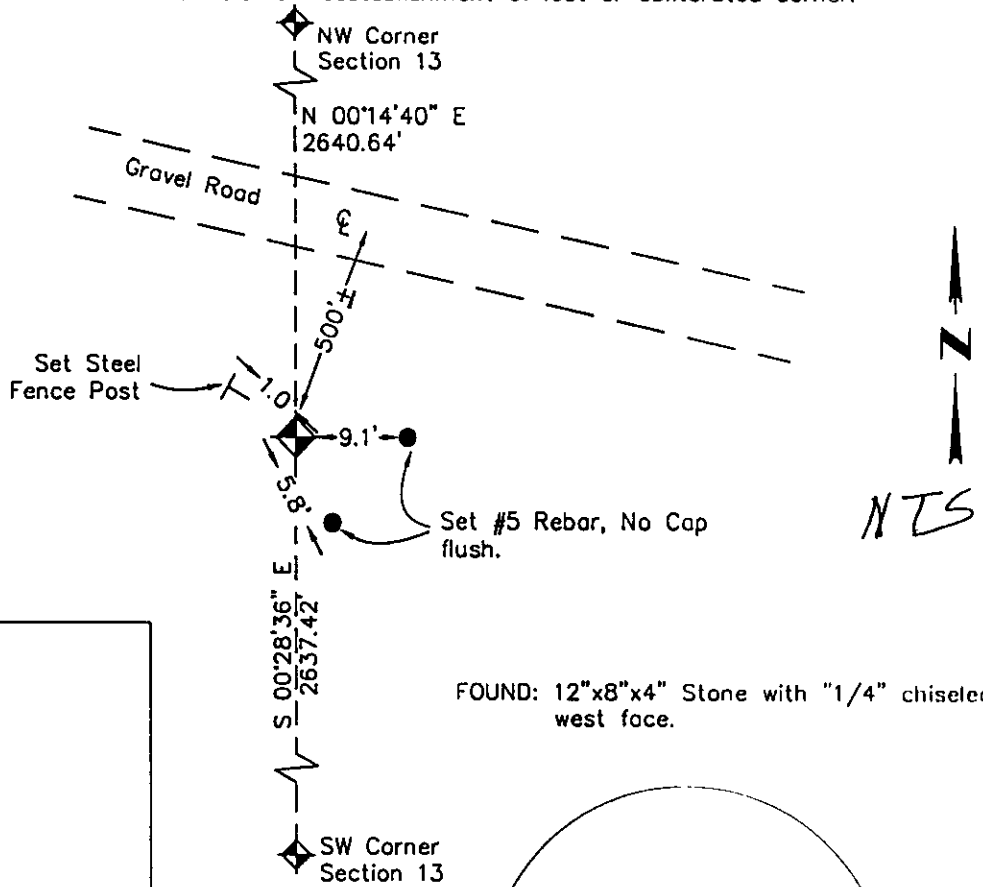 NW Corner
Section 13
N 00°14'40" E
2640.64'
Gravel Road
℄
500'±
Set Steel
Fence Post
1.0
9.1'
5.8'
N
NTS
Set #5 Rebar, No Cap
flush.
S 00°28'36" E
2637.42'
FOUND: 12"x8"x4" Stone with "1/4" chiseled
west face.
SW Corner
Section 13